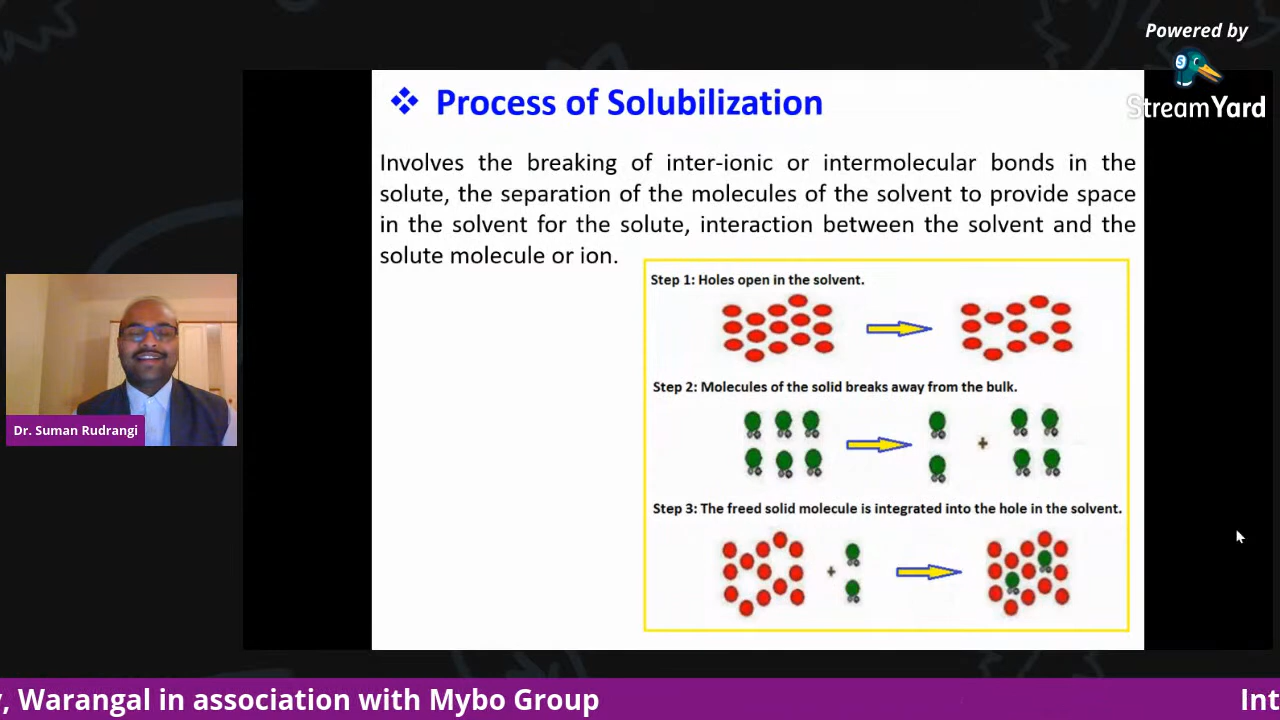 Powered by
StreamYard
Process of Solubilization
Involves the breaking of inter-ionic or intermolecular bonds in the
solute, the separation of the molecules of the solvent to provide space
in the solvent for the solute, interaction between the solvent and the
solute molecule or ion.
Step 1: Holes open in the solvent.
Step 2: Molecules of the solid breaks away from the bulk.
+
Step 3: The freed solid molecule is integrated into the hole in the solvent.
+
Dr. Suman Rudrangi
, Warangal in association with Mybo Group
Int